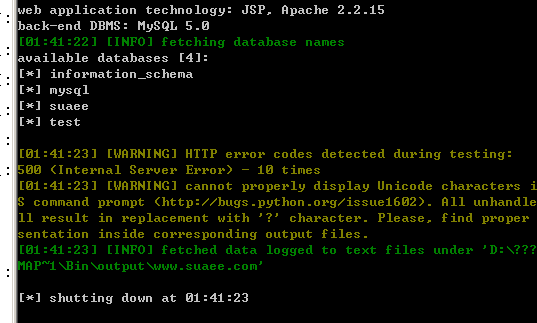 web application technology: JSP, Apache 2.2.15
back-end DBMS: MySQL 5.0
[01:41:22] [INFO] fetching database names
available databases [4]:
[*] information_schema
[*] mysql
[*] suaee
[*] test
[01:41:23] [WARNING] HTTP error codes detected during testing:
500 (Internal Server Error) - 10 times
[01:41:23] [WARNING] cannot properly display Unicode characters i
S command prompt (http://bugs.python.org/issue1602). All unhandle
ll result in replacement with '?' character. Please, find proper
sentation inside corresponding output files.
[01:41:23] [INFO] fetched data logged to text files under 'D:\???
MAP~1\Bin\output\www.suaee.com'
[*] shutting down at 01:41:23